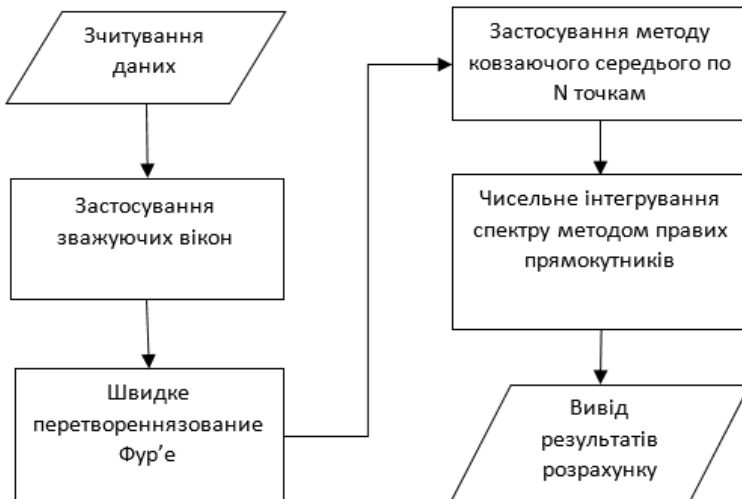 Зчитування
даних
Застосування
зважуючих вікон
Швидке
перетвореннязование
Фур’е
Застосування методу
ковзаючого середього по
N точкам
Чисельне інтегрування
спектру методом правих
прямокутників
Вивід
результатів
розрахунку